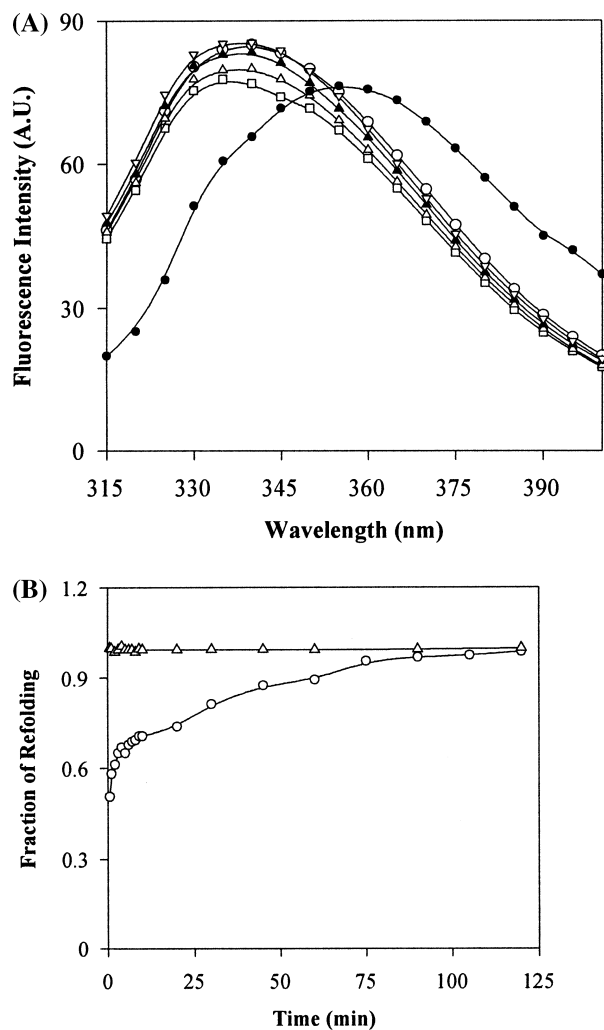 (A)
90
60
30
0
Fluorescence Intensity (A.U.)
315 330 345 360 375 390
Wavelength (nm)
(B)
1.2
0.9
0.6
0.3
0
Fraction of Refolding
0 25 50 75 100 125
Time (min)